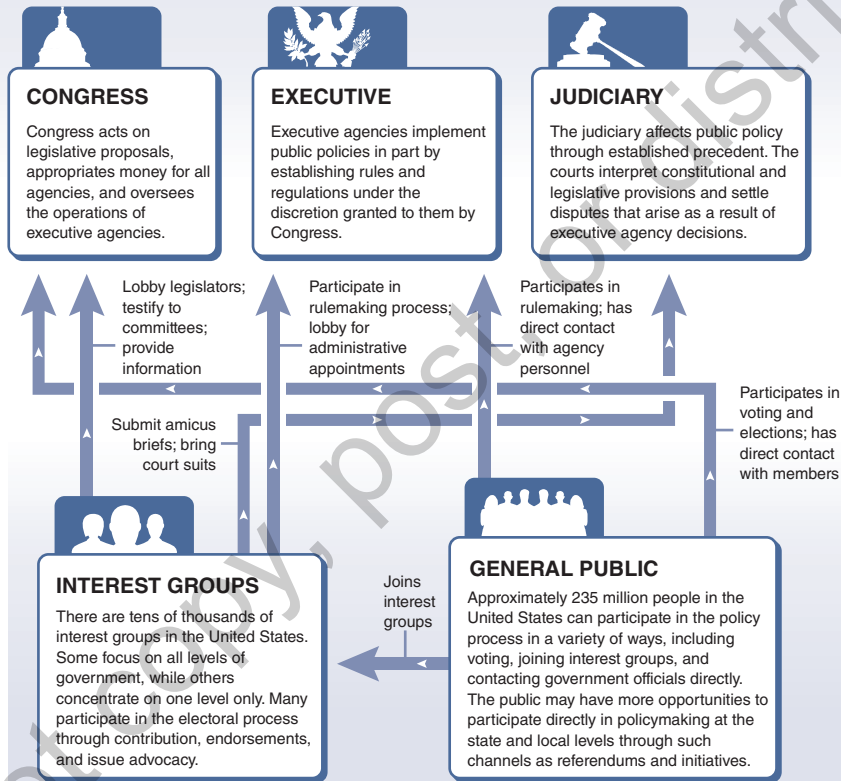 CONGRESS
Congress acts on
legislative proposals,
appropriates money for all
agencies, and oversees
the operations of
executive agencies.
EXECUTIVE
Executive agencies implement
public policies in part by
establishing rules and
regulations under the
discretion granted to them by
Congress.
JUDICIARY
The judiciary affects public policy
through established precedent. The
courts interpret constitutional and
legislative provisions and settle
disputes that arise as a result of
executive agency decisions.
Lobby legislators;
testify to
committees;
provide
information
Participate in
rulemaking process;
lobby for
administrative
appointments
Participates in
rulemaking; has
direct contact
with agency
personnel
Participates in
voting and
elections; has
direct contact
with members
Submit amicus
briefs; bring
court suits
INTEREST GROUPS
There are tens of thousands of
interest groups in the United States.
Some focus on all levels of
government, while others
concentrate on one level only. Many
participate in the electoral process
through contribution, endorsements,
and issue advocacy.
Joins
interest
groups
GENERAL PUBLIC
Approximately 235 million people in the
United States can participate in the policy
process in a variety of ways, including
voting, joining interest groups, and
contacting government officials directly.
The public may have more opportunities to
participate directly in policymaking at the
state and local levels through such
channels as referendums and initiatives.
copy, post, or distri